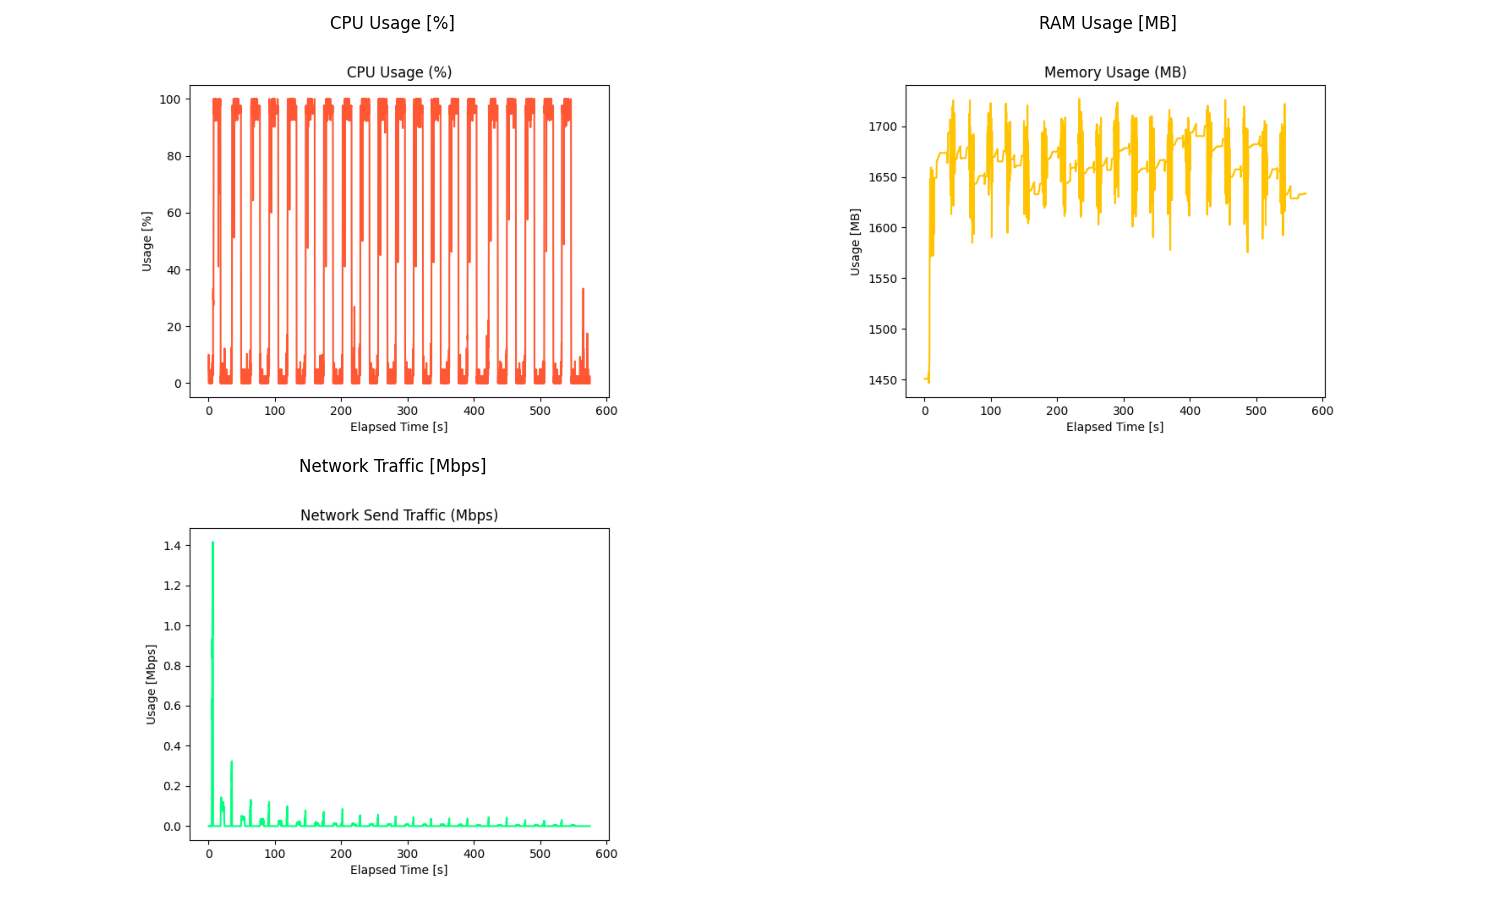 CPU Usage [%]
CPU Usage (%)
100
80
60
40
20
0
Usage [%]
0 100 200 300 400 500 600
Elapsed Time [s]
RAM Usage [MB]
Memory Usage (MB)
1700
1650
1600
1550
1500
1450
Usage [MB]
0 100 200 300 400 500 600
Elapsed Time [s]
Network Traffic [Mbps]
Network Send Traffic (Mbps)
1.4
1.2
1.0
0.8
0.6
0.4
0.2
0.0
Usage [Mbps]
0 100 200 300 400 500 600
Elapsed Time [s]